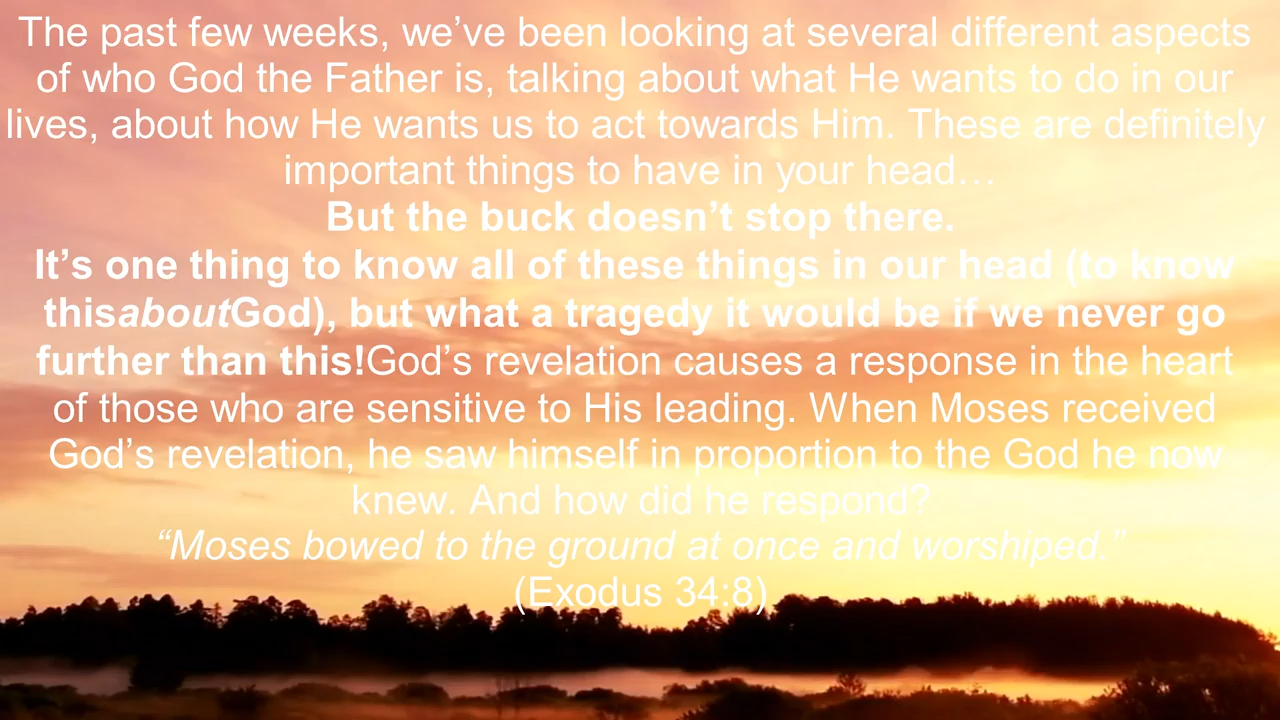 The past few weeks, we’ve been looking at several different aspects
of who God the Father is, talking about what He wants to do in our
lives, about how He wants us to act towards Him. These are definitely
important things to have in your head…
But the buck doesn’t stop there.
It’s one thing to know all of these things in our head (to know
thisaboutGod), but what a tragedy it would be if we never go
further than this!God’s revelation causes a response in the heart
of those who are sensitive to His leading. When Moses received
God’s revelation, he saw himself in proportion to the God he now
knew. And how did he respond?
“Moses bowed to the ground at once and worshiped.”
(Exodus 34:8)